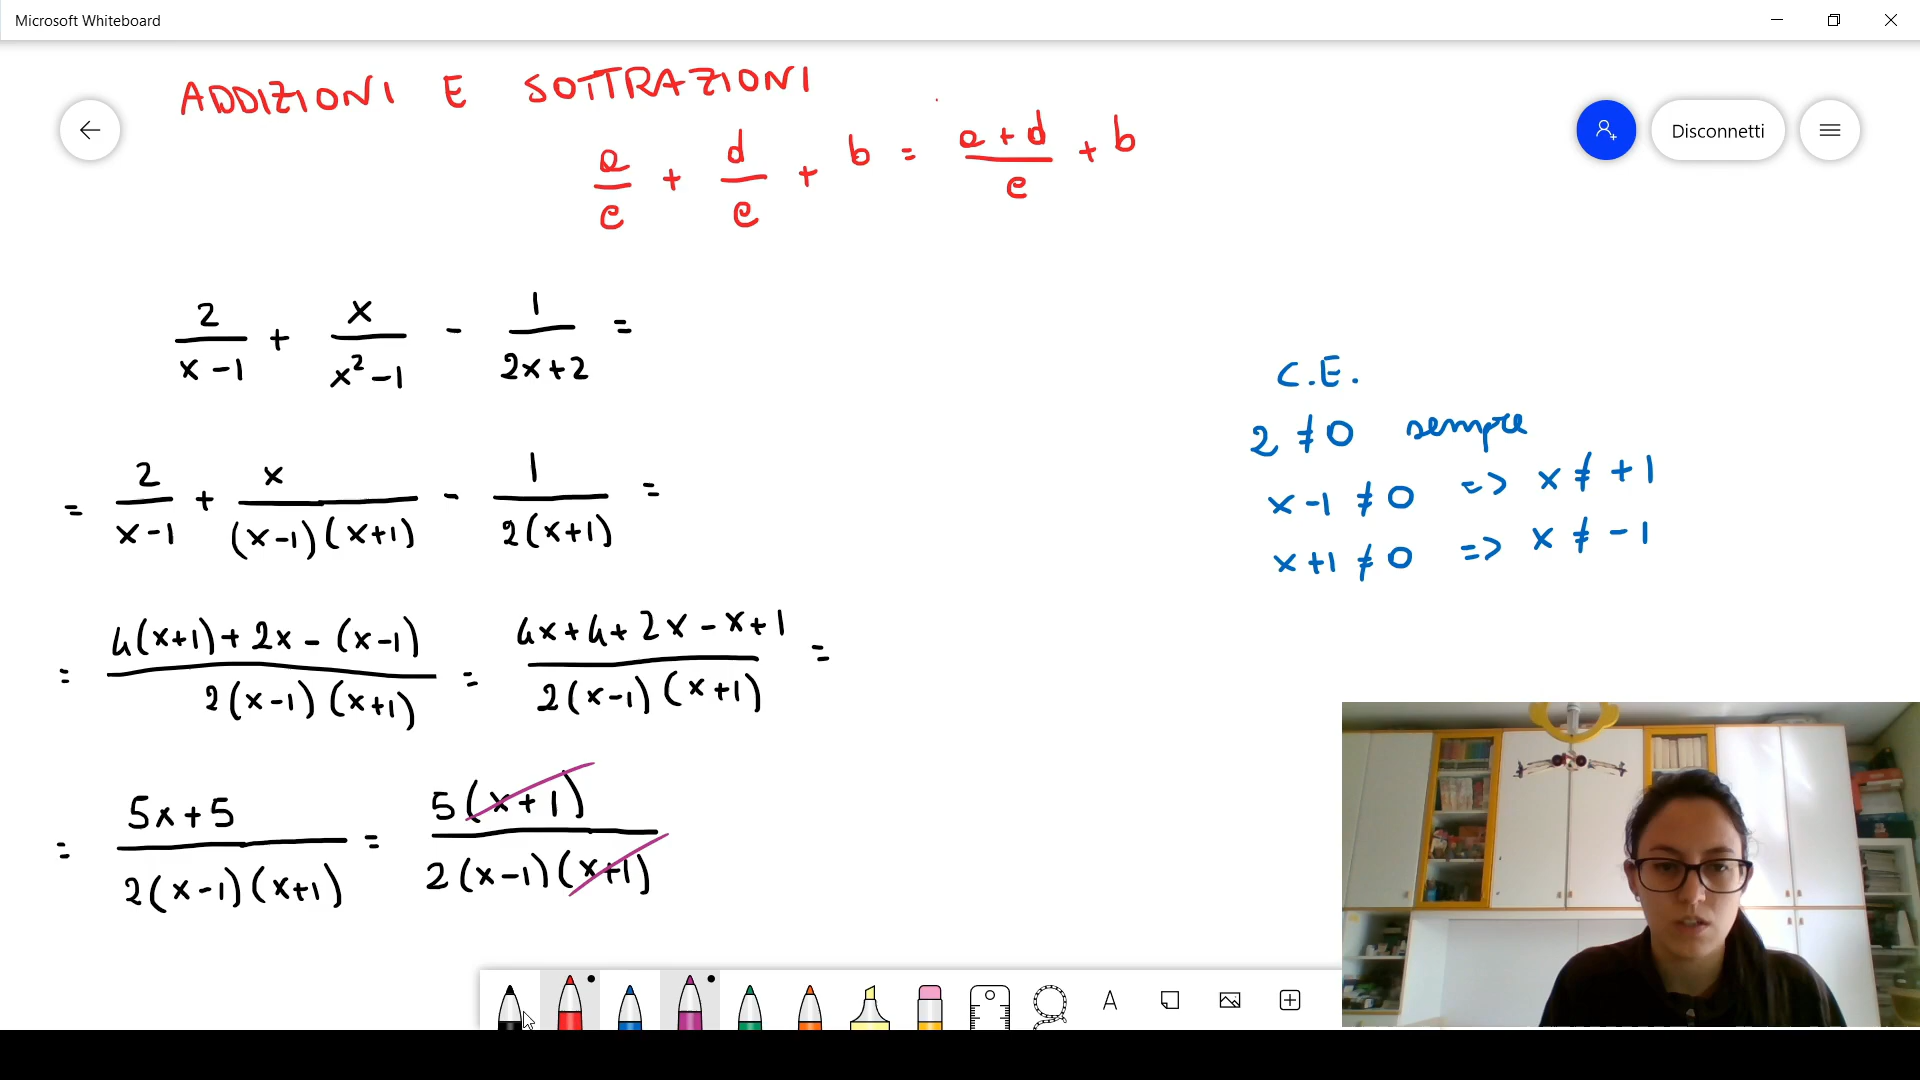 Microsoft Whiteboard
ADDIZIONI E SOTTRAZIONI
a/c + d/c + b = a+d/c + b
Disconnetti
2/x-1 + x/x²-1 - 1/2x+2 =
C.E.
2 ≠ 0 sempre
x-1 ≠ 0 => x ≠ +1
x+1 ≠ 0 => x ≠ -1
= 2/x-1 + x/(x-1)(x+1) - 1/2(x+1) =
= 4(x+1)+2x-(x-1)/2(x-1)(x+1) = 4x+4+2x-x+1/2(x-1)(x+1) =
= 5x+5/2(x-1)(x+1) = 5(x+1)/2(x-1)(x+1)
A